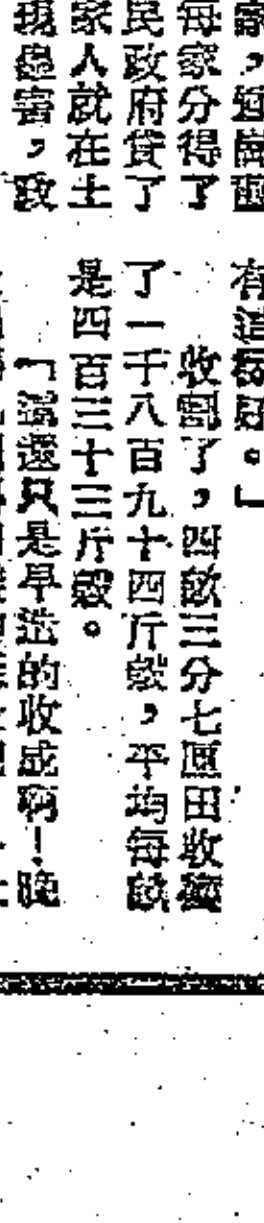 家，
每家分得了
民政府貸了
家人就在土
現蟲害，政
有這樣好。」
收割了，四畝三分七厘田收穫
了一千八百九十四斤穀，平均每畝
是四百三十三斤穀。
「這還只是早造的收成啊！晚